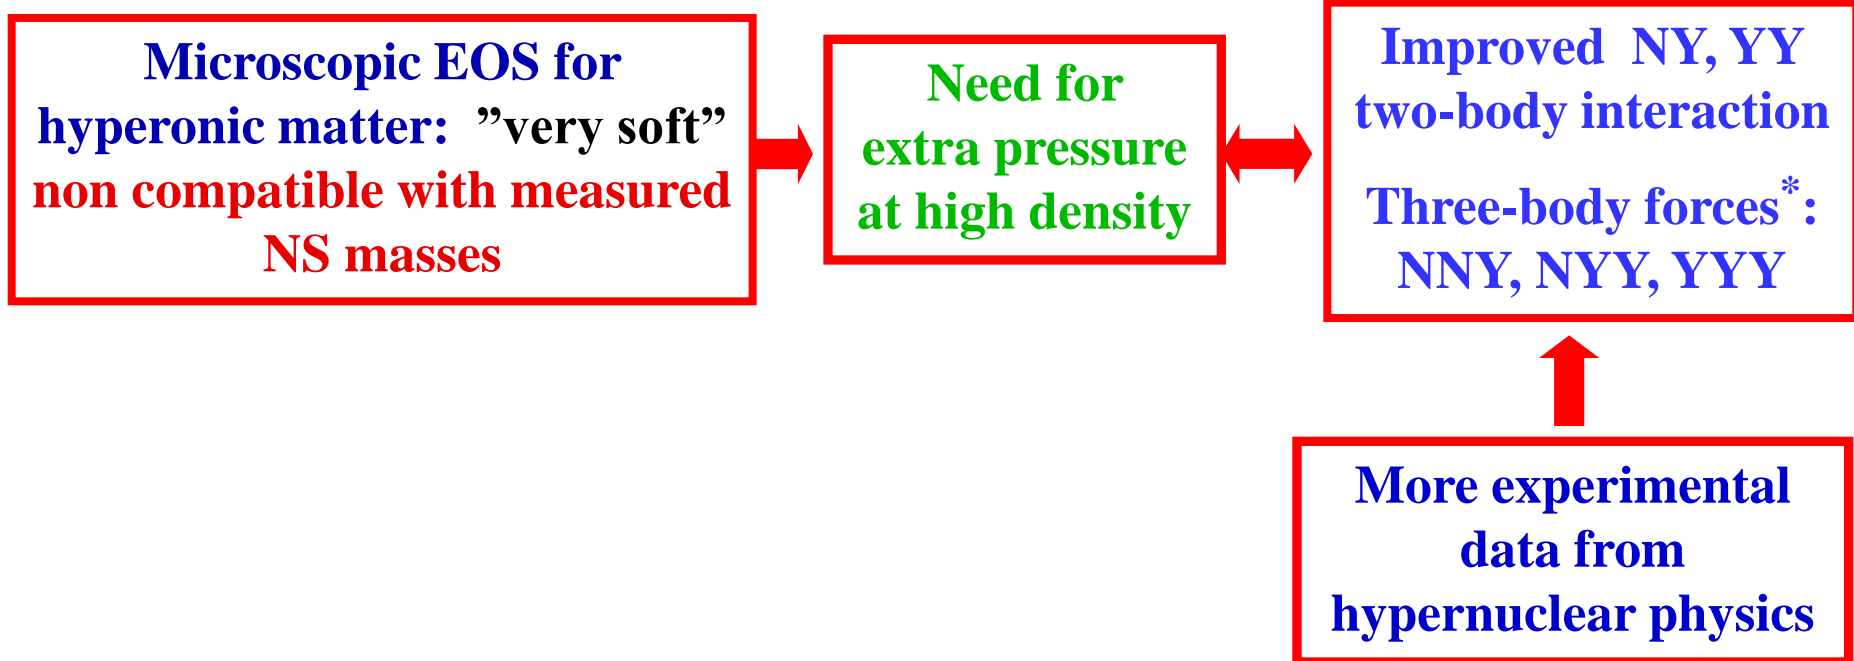 Microscopic EOS for
hyperonic matter: ”very soft”
non compatible with measured
NS masses
Need for
extra pressure
at high density
Improved NY, YY
two-body interaction
Three-body forces*:
NNY, NYY, YYY
More experimental
data from
hypernuclear physics